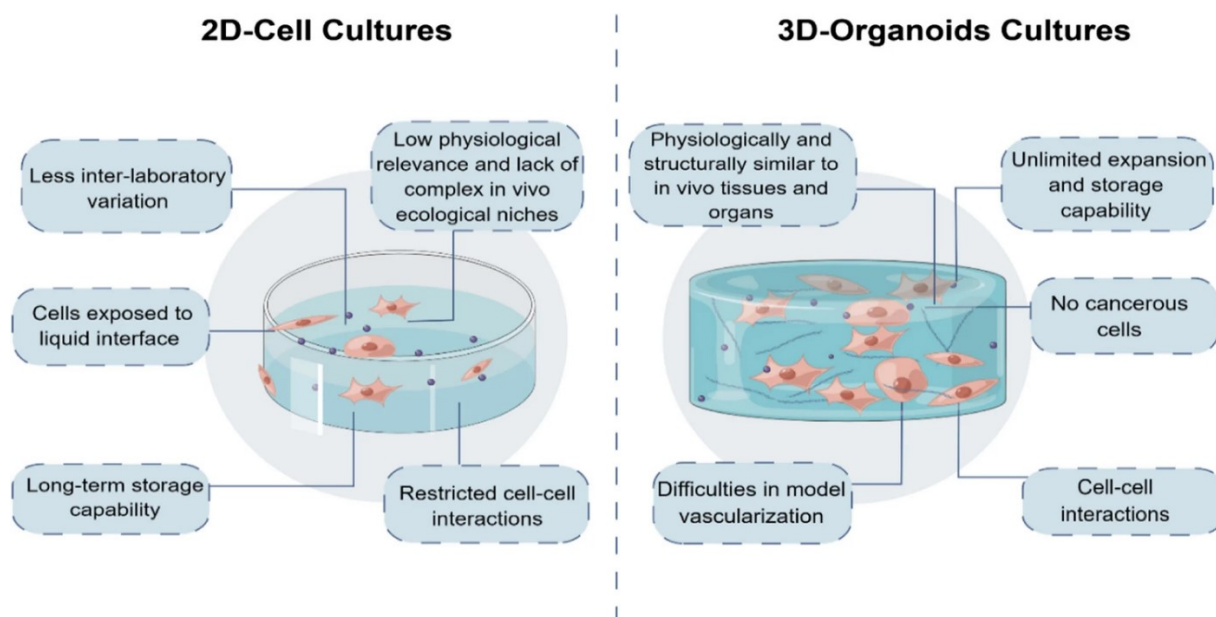 2D-Cell Cultures
Less inter-laboratory
variation
Low physiological
relevance and lack of
complex in vivo
ecological niches
Cells exposed to
liquid interface
Long-term storage
capability
Restricted cell-cell
interactions
3D-Organoids Cultures
Physiologically and
structurally similar to
in vivo tissues and
organs
Unlimited expansion
and storage
capability
No cancerous
cells
Difficulties in model
vascularization
Cell-cell
interactions